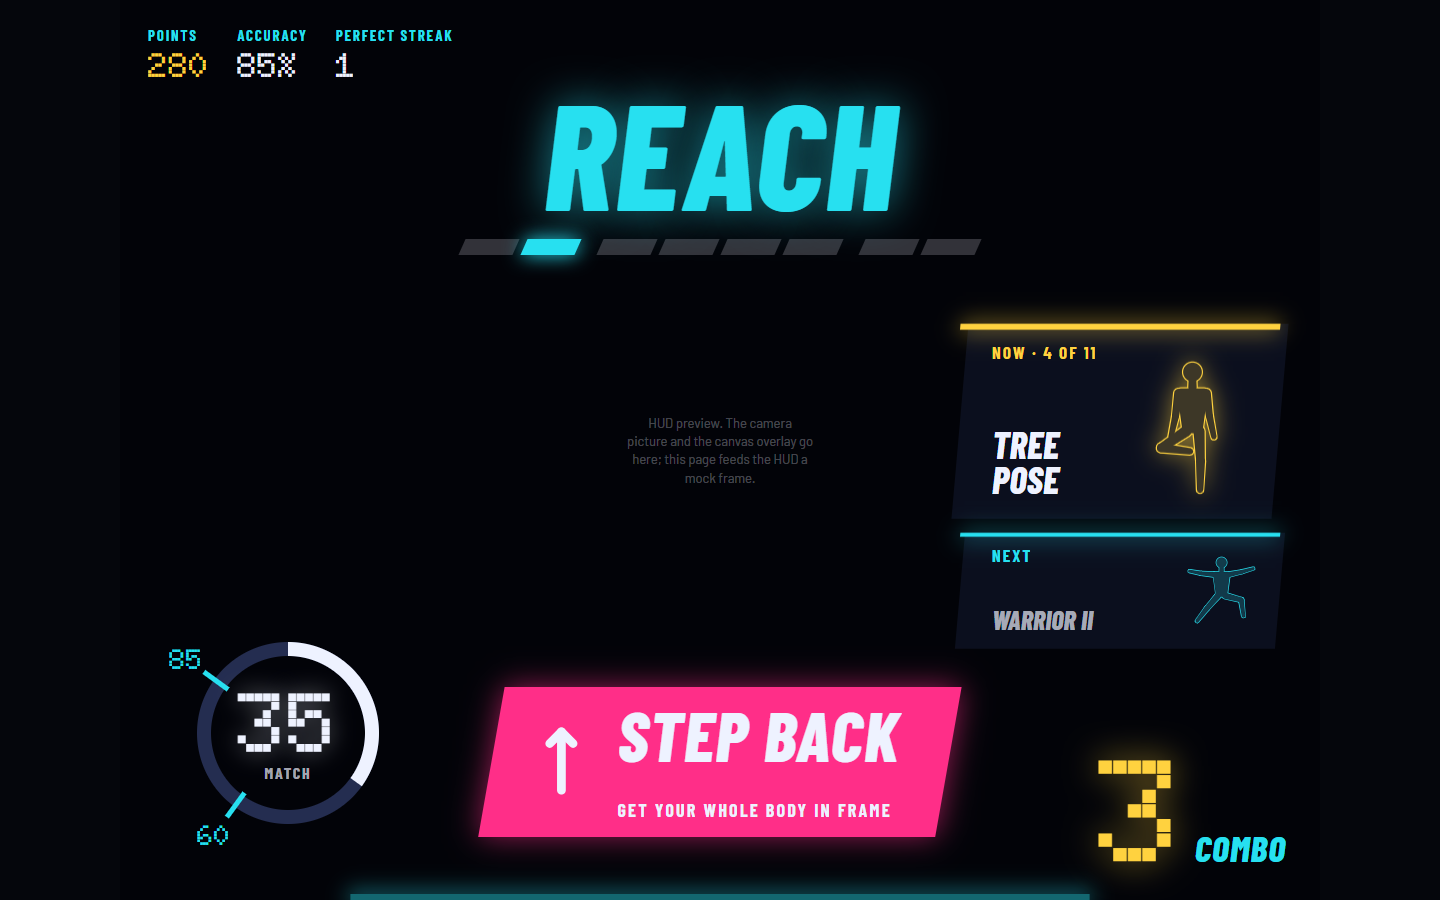 POINTS ACCURACY PERFECT STREAK
280 85% 1
REACH
NOW · 4 OF 11
TREE
POSE
HUD preview. The camera
picture and the canvas overlay go
here; this page feeds the HUD a
mock frame.
NEXT
WARRIOR II
85
35
MATCH
60
STEP BACK
GET YOUR WHOLE BODY IN FRAME
3 COMBO